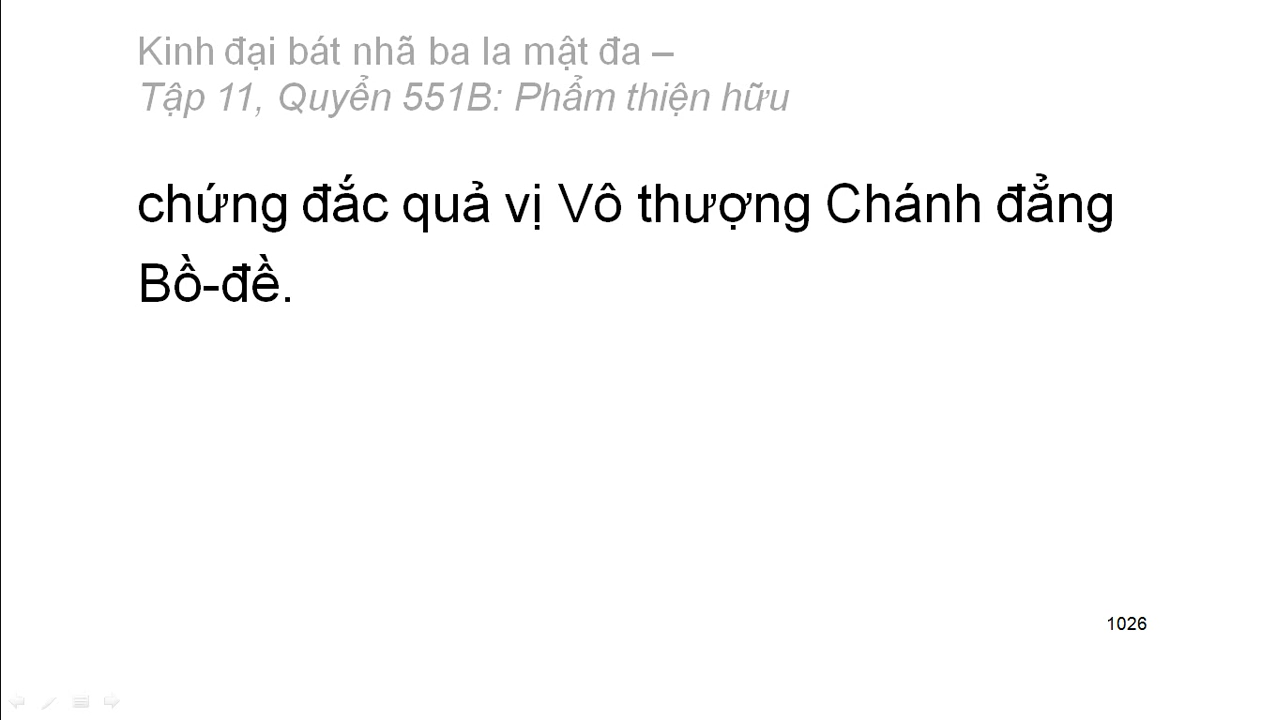 Kinh đại bát nhã ba la mật đa –
Tập 11, Quyển 551B: Phẩm thiện hữu
chứng đắc quả vị Vô thượng Chánh đẳng
Bồ-đề.
1026